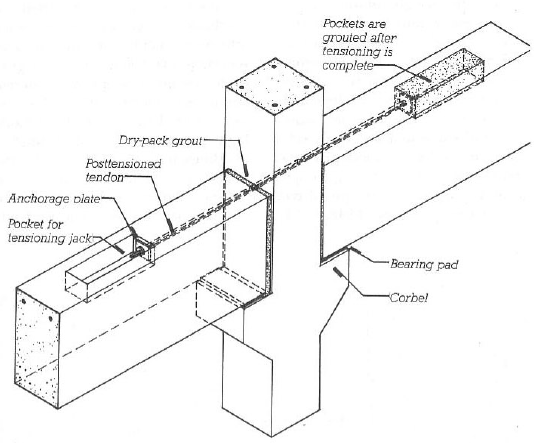 Pockets are
grouted after
tensioning is
complete
Dry-pack grout
Posttensioned
tendon
Anchorage plate
Pocket for
tensioning jack
Bearing pad
Corbel